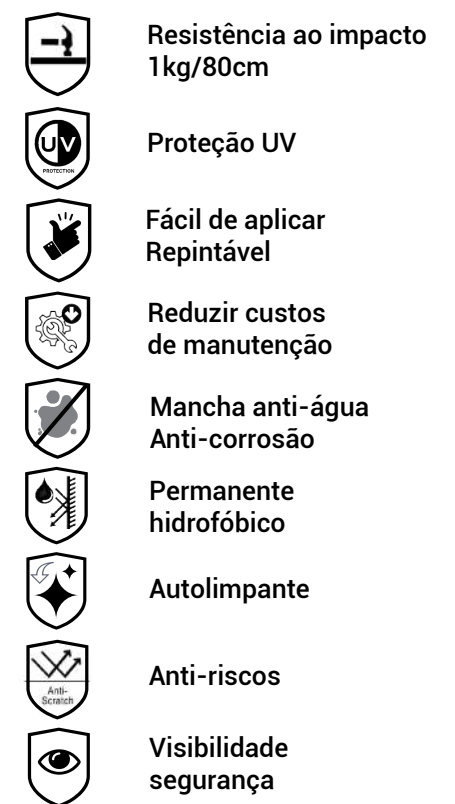 Resistência ao impacto
1kg/80cm
UV
PROTECTION
Proteção UV
Fácil de aplicar
Repintável
Reduzir custos
de manutenção
Mancha anti-água
Anti-corrosão
Permanente
hidrofóbico
Autolimpante
Anti-
Scratch
Anti-riscos
Visibilidade
segurança